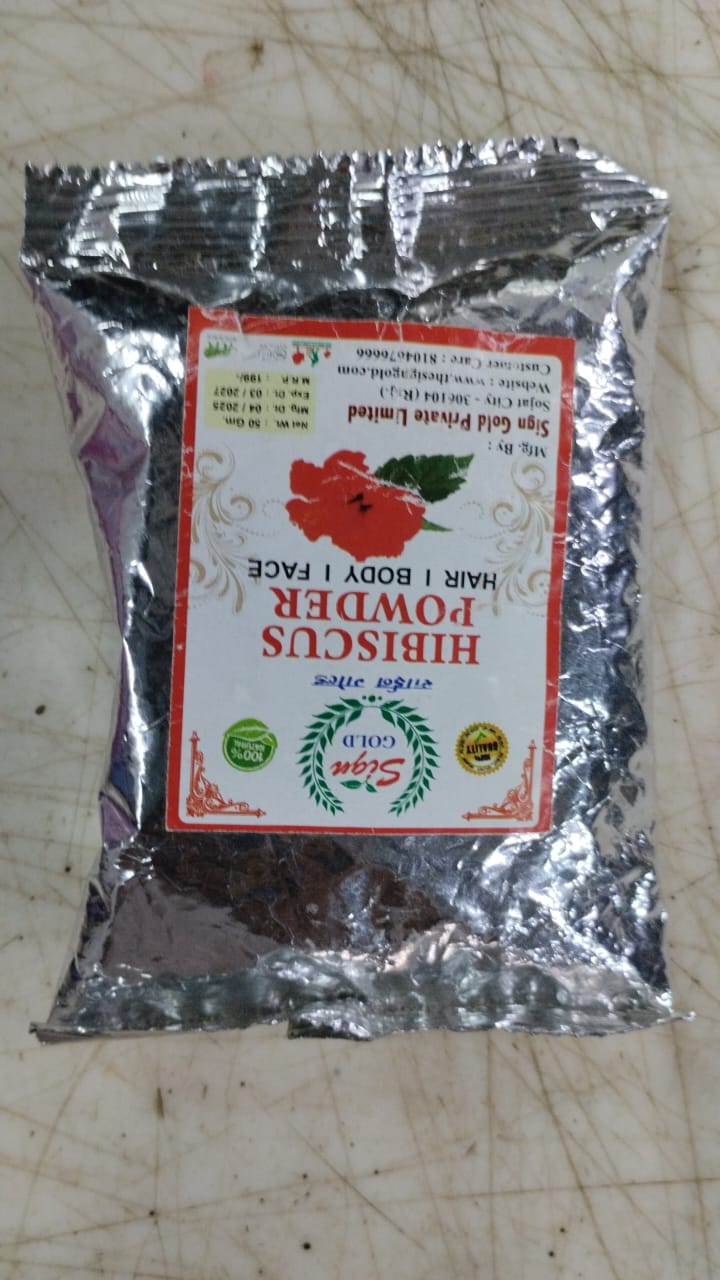 Sign
GOLD
100%
QUALITY
100%
NATURAL
साईन गोल्ड
HIBISCUS
POWDER
HAIR I BODY I FACE
Mfg. By :
Sign Gold Private Limited
Sojat City - 306104 (Raj.)
Website : www.thesigngold.com
Customer Care : 8104676666
Net Wt. : 50 Gm.
Mfg. Dt. : 04 / 2025
Exp. Dt. : 03 / 2027
M.R.P. : 199/-